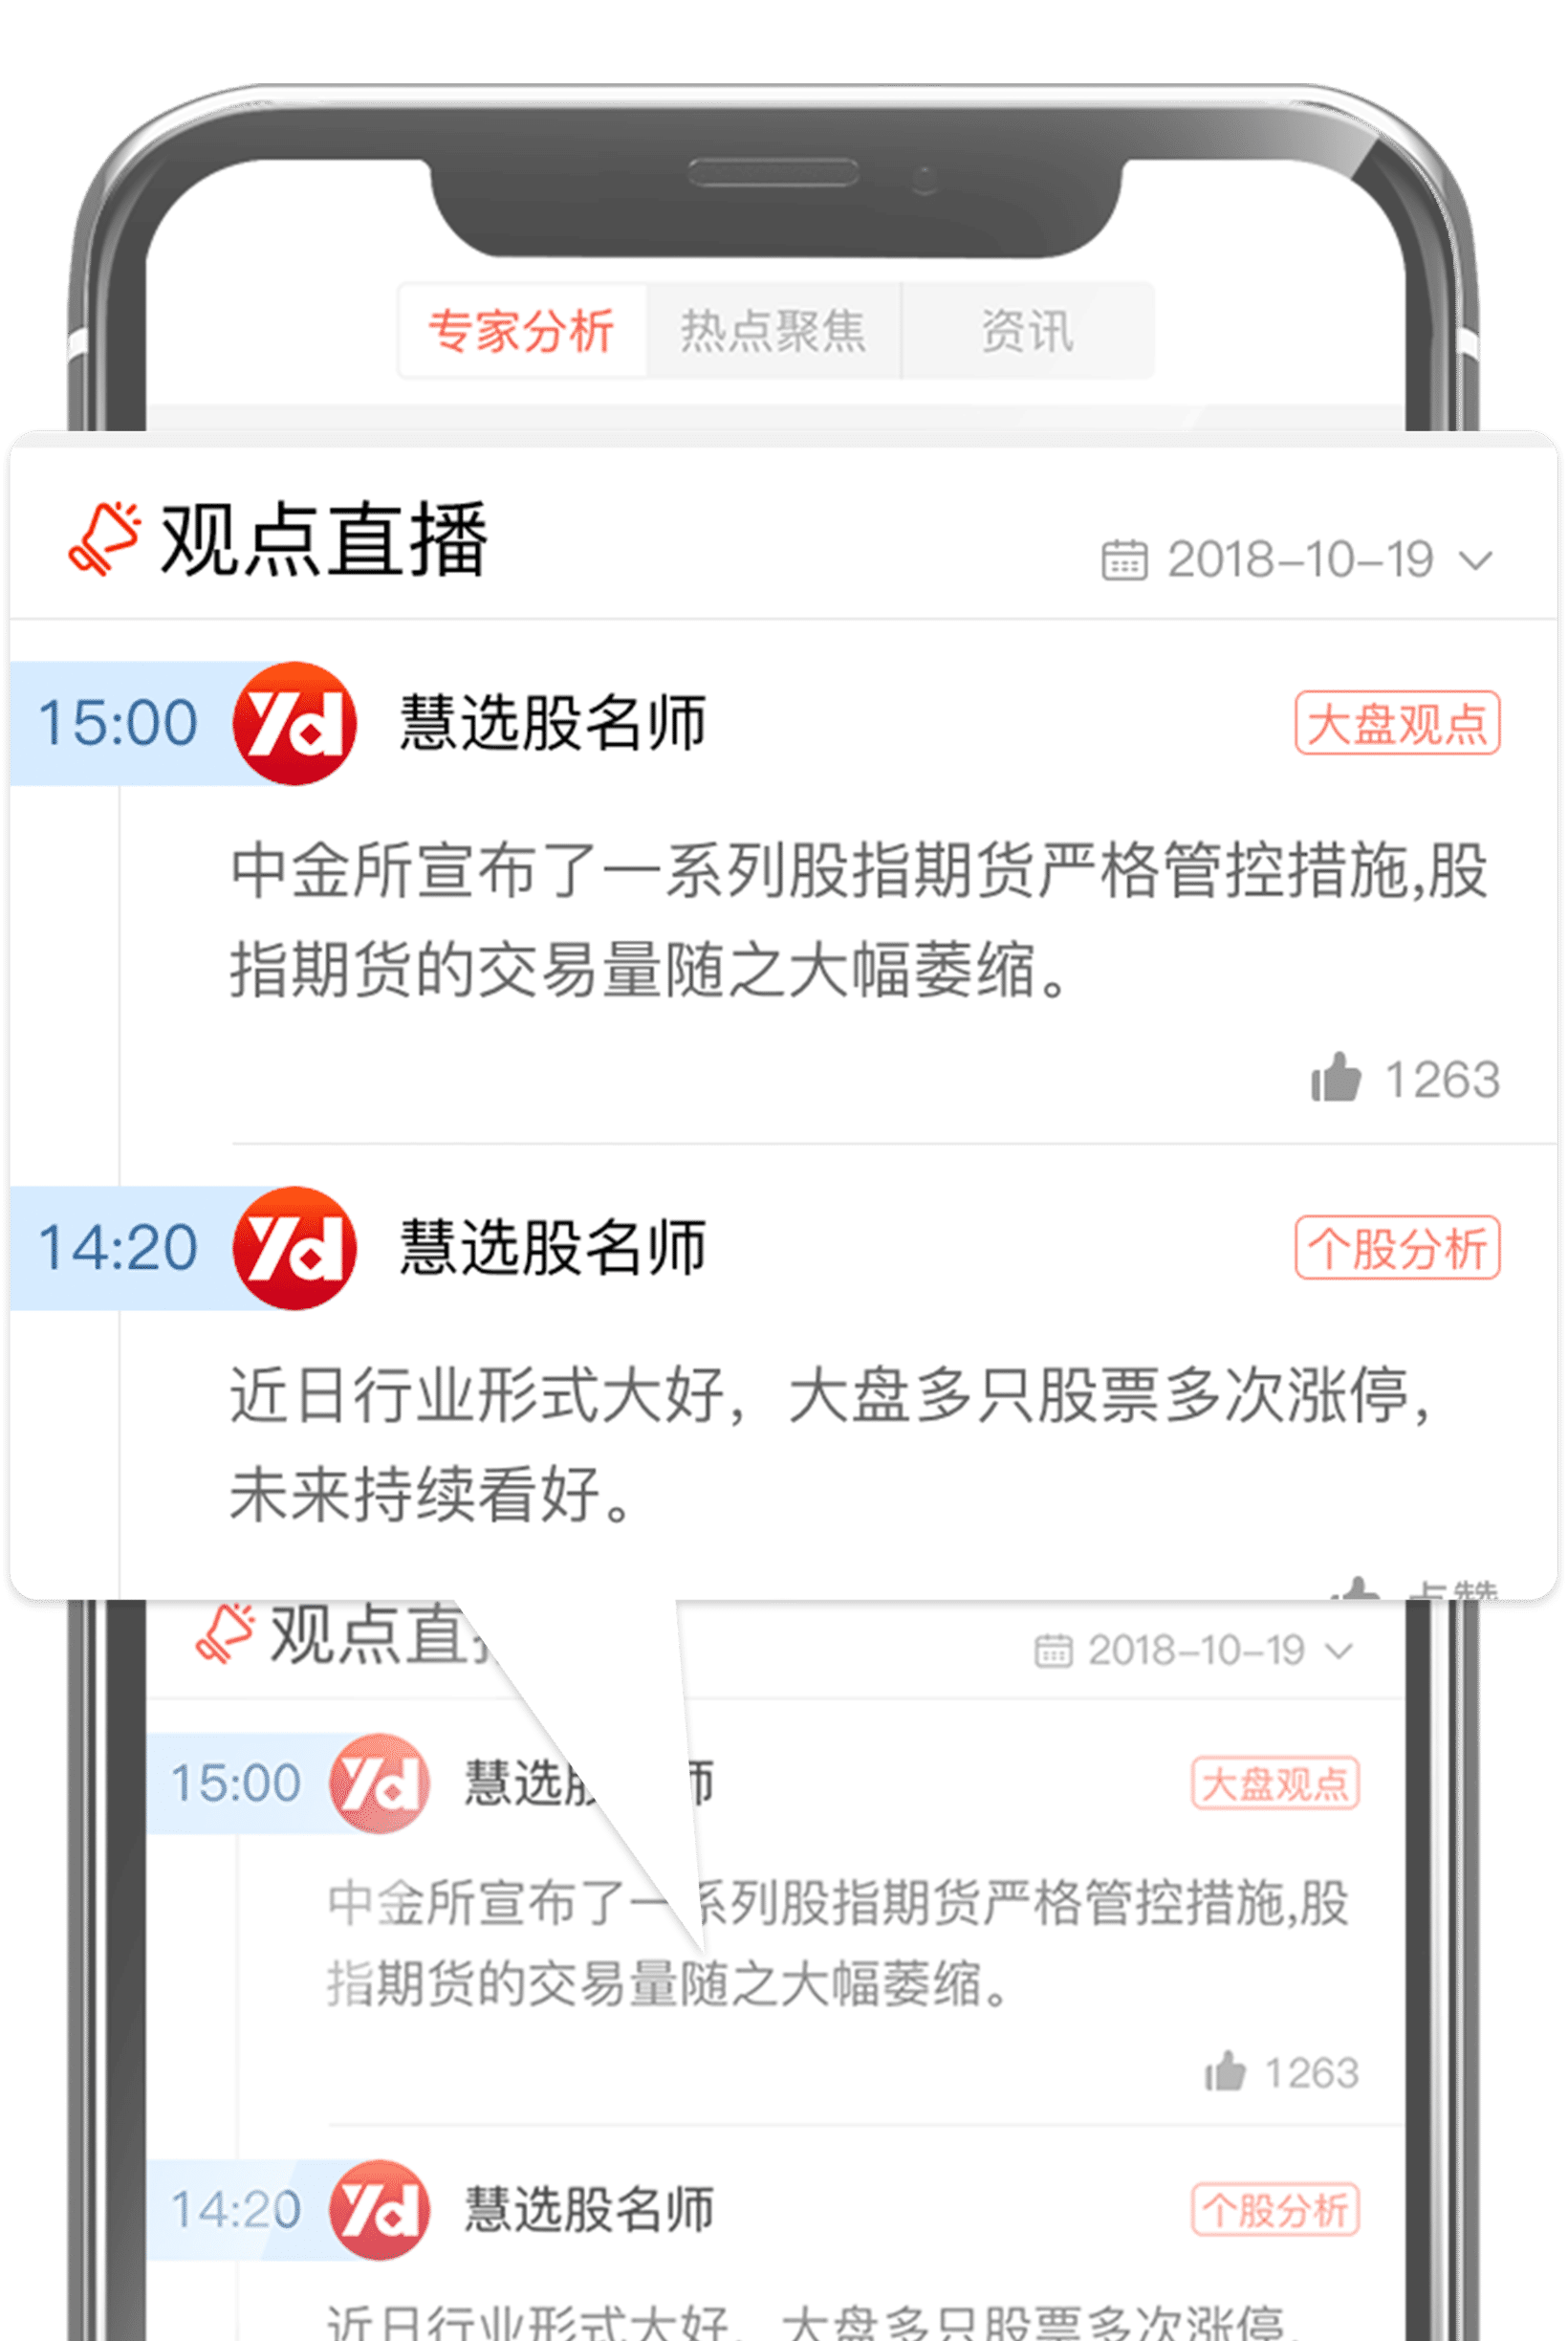 专家分析 热点聚焦 资讯
观点直播 2018-10-19
15:00 慧选股名师 大盘观点
中金所宣布了一系列股指期货严格管控措施,股
指期货的交易量随之大幅萎缩。
1263
14:20 慧选股名师 个股分析
近日行业形式大好，大盘多只股票多次涨停，
未来持续看好。
点赞
观点直 2018-10-19
15:00 慧选股 师 大盘观点
中金所宣布了一系列股指期货严格管控措施,股
指期货的交易量随之大幅萎缩。
1263
14:20 慧选股名师 个股分析
近日行业形式大好，大盘多只股票多次涨停，